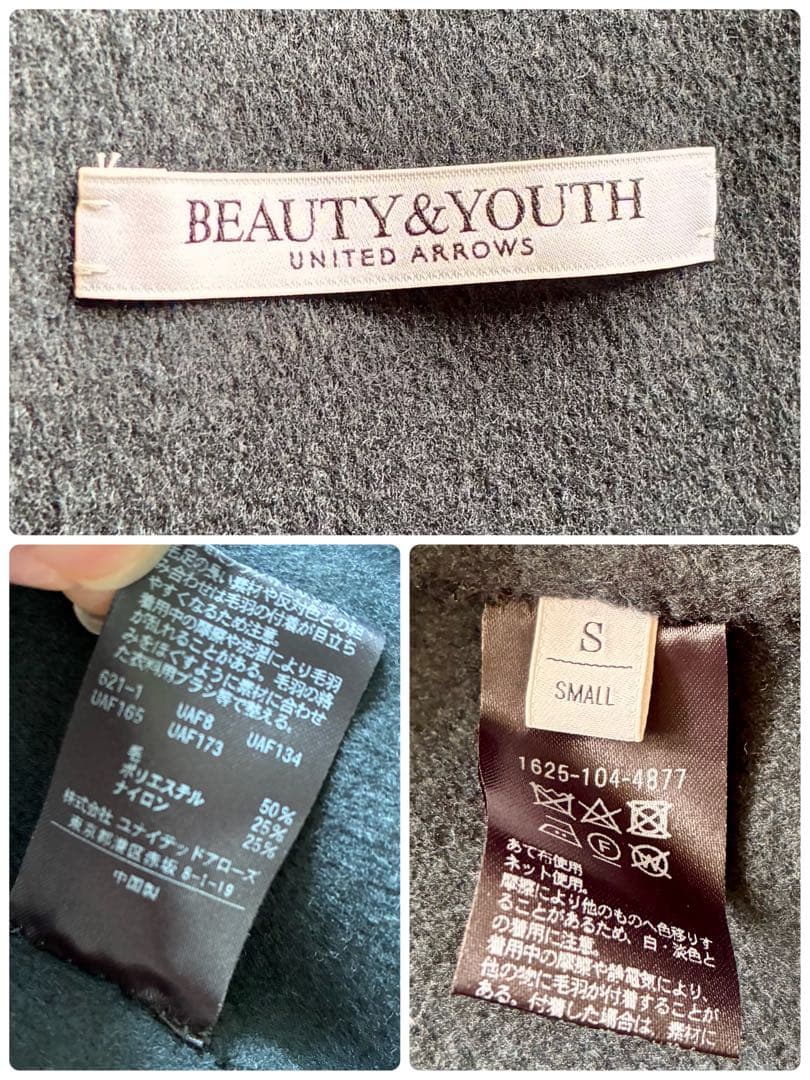 BEAUTY&YOUTH
UNITED ARROWS
毛足の長い素材や反対色との組
み合わせは毛羽の付着が目立ち
やすくなるため注意。
着用中の摩擦や洗濯により毛羽
が乱れることがある。毛羽の絡
みをほぐすように素材に合わせ
た衣料用ブラシ等で整える。
621-1 UAF8 UAF134
UAF165 UAF173
毛 50%
ポリエステル 25%
ナイロン 25%
株式会社 ユナイテッドアローズ
東京都港区赤坂 8-1-19
中国製
S
SMALL
1625-104-4877
F
W
あて布使用
ネット使用。
摩擦により他のものへ色移りす
ることがあるため、白・淡色と
の着用に注意。
着用中の摩擦や静電気により、
他の物に毛羽が付着することが
ある。付着した場合は、素材に